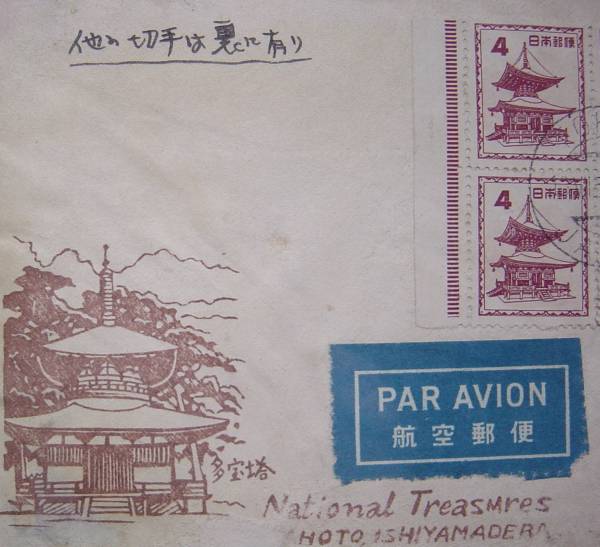 他の切手は裏に有り
4 日本郵便
4 日本郵便
PAR AVION
航空郵便
多宝塔
National Treasures
HOTO, ISHIYAMADERA